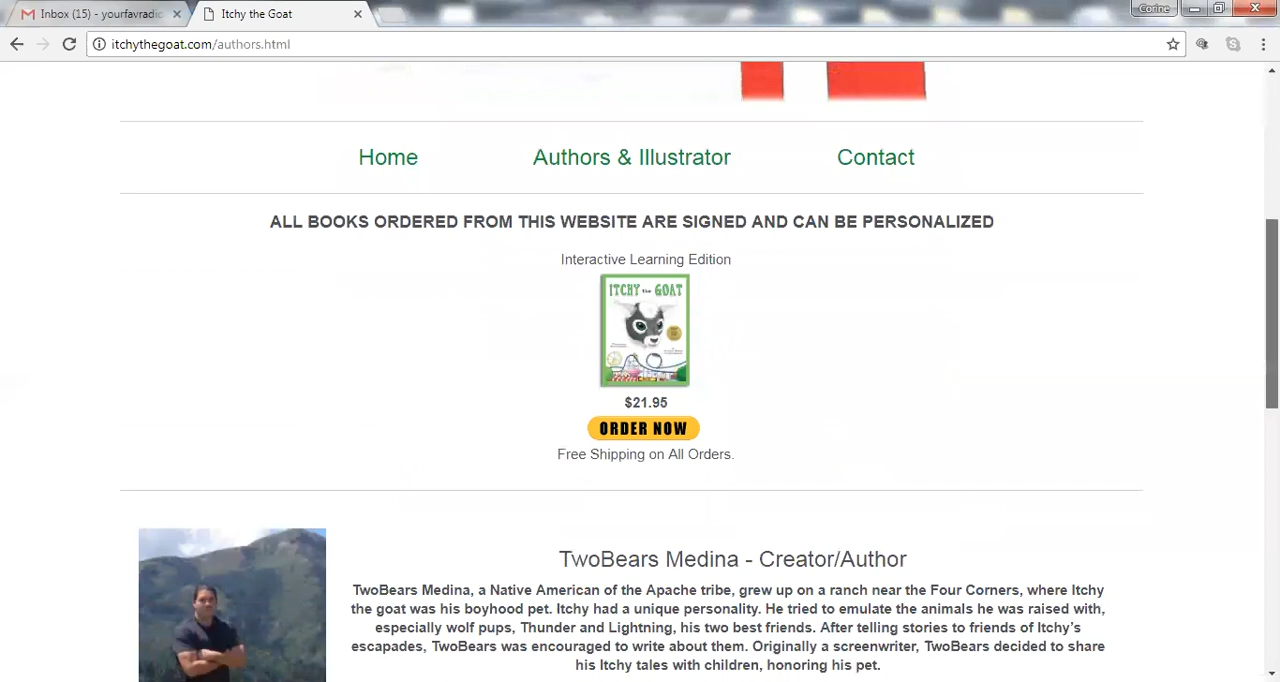 Inbox (15) - yourfavradic
Itchy the Goat
Corine
itchythegoat.com/authors.html
Home
Authors & Illustrator
Contact
ALL BOOKS ORDERED FROM THIS WEBSITE ARE SIGNED AND CAN BE PERSONALIZED
Interactive Learning Edition
ITCHY the GOAT
$21.95
ORDER NOW
Free Shipping on All Orders.
TwoBears Medina - Creator/Author
TwoBears Medina, a Native American of the Apache tribe, grew up on a ranch near the Four Corners, where Itchy
the goat was his boyhood pet. Itchy had a unique personality. He tried to emulate the animals he was raised with,
especially wolf pups, Thunder and Lightning, his two best friends. After telling stories to friends of Itchy’s
escapades, TwoBears was encouraged to write about them. Originally a screenwriter, TwoBears decided to share
his Itchy tales with children, honoring his pet.